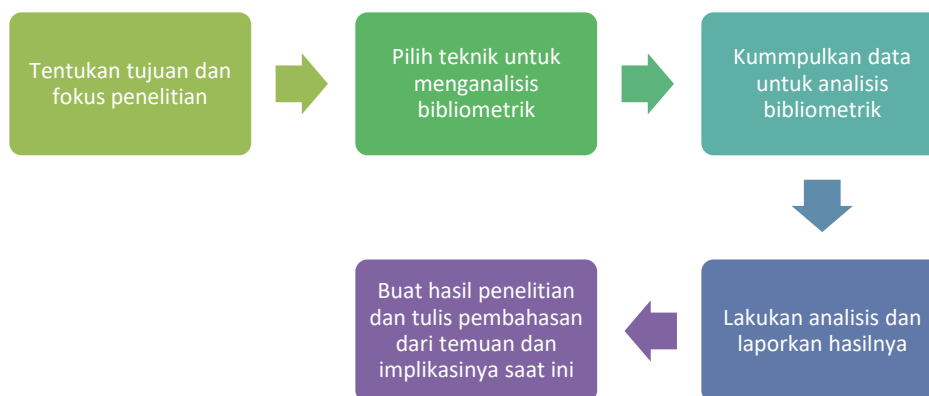 Tentukan tujuan dan
fokus penelitian
Pilih teknik untuk
menganalisis
bibliometrik
Kummpulkan data
untuk analisis
bibliometrik
Lakukan analisis dan
laporkan hasilnya
Buat hasil penelitian
dan tulis pembahasan
dari temuan dan
implikasinya saat ini